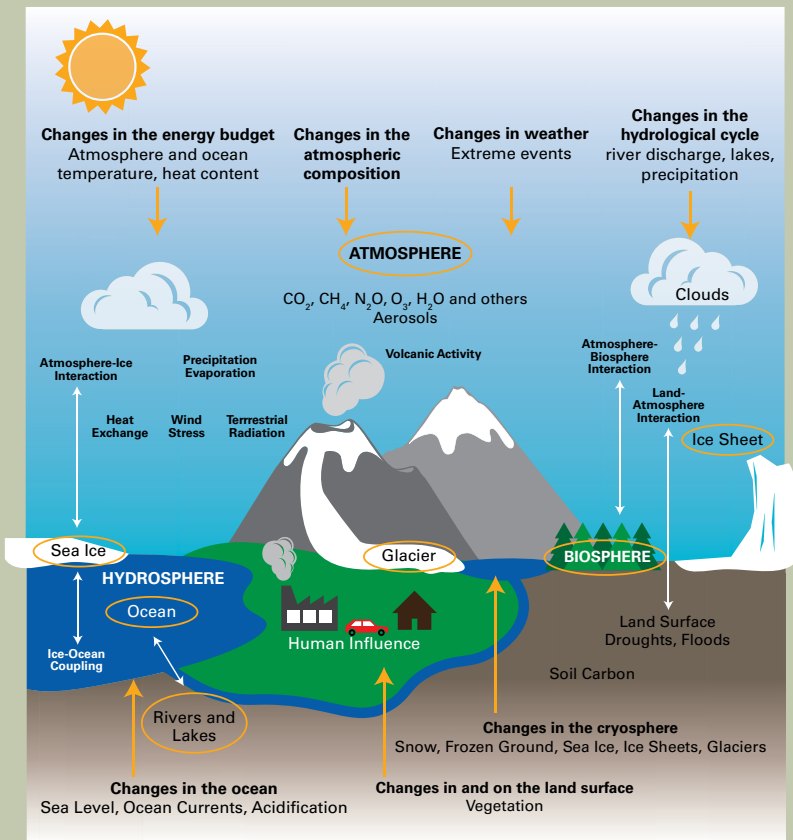 Changes in the energy budget
Atmosphere and ocean
temperature, heat content
Changes in the
atmospheric
composition
Changes in weather
Extreme events
Changes in the
hydrological cycle
river discharge, lakes,
precipitation
ATMOSPHERE
CO₂, CH₄, N₂O, O₃, H₂O and others
Aerosols
Clouds
Atmosphere-Ice
Interaction
Precipitation
Evaporation
Volcanic Activity
Atmosphere-
Biosphere
Interaction
Land-
Atmosphere
Interaction
Heat
Exchange
Wind
Stress
Terrrestrial
Radiation
Ice Sheet
Sea Ice
Glacier
BIOSPHERE
HYDROSPHERE
Ocean
Human Influence
Land Surface
Droughts, Floods
Ice-Ocean
Coupling
Soil Carbon
Rivers and
Lakes
Changes in the cryosphere
Snow, Frozen Ground, Sea Ice, Ice Sheets, Glaciers
Changes in the ocean
Sea Level, Ocean Currents, Acidification
Changes in and on the land surface
Vegetation